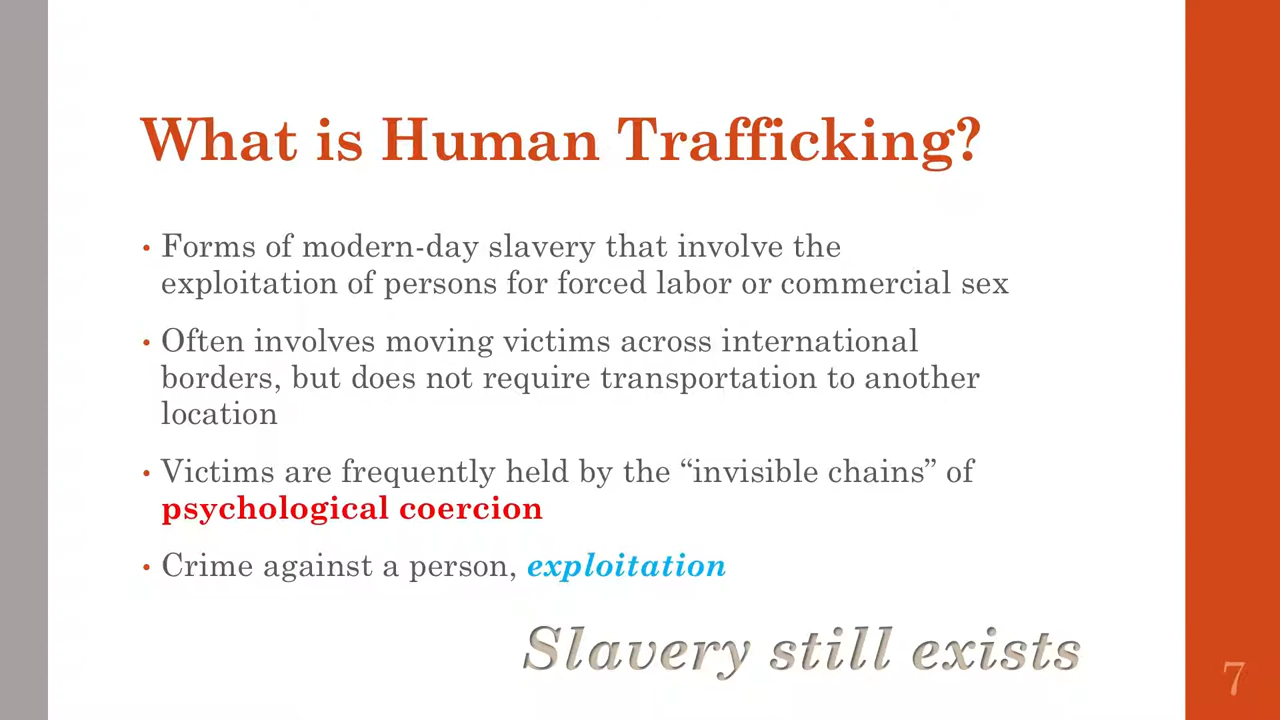 What is Human Trafficking?
• Forms of modern-day slavery that involve the
exploitation of persons for forced labor or commercial sex
• Often involves moving victims across international
borders, but does not require transportation to another
location
• Victims are frequently held by the “invisible chains” of
psychological coercion
• Crime against a person, exploitation
Slavery still exists
7